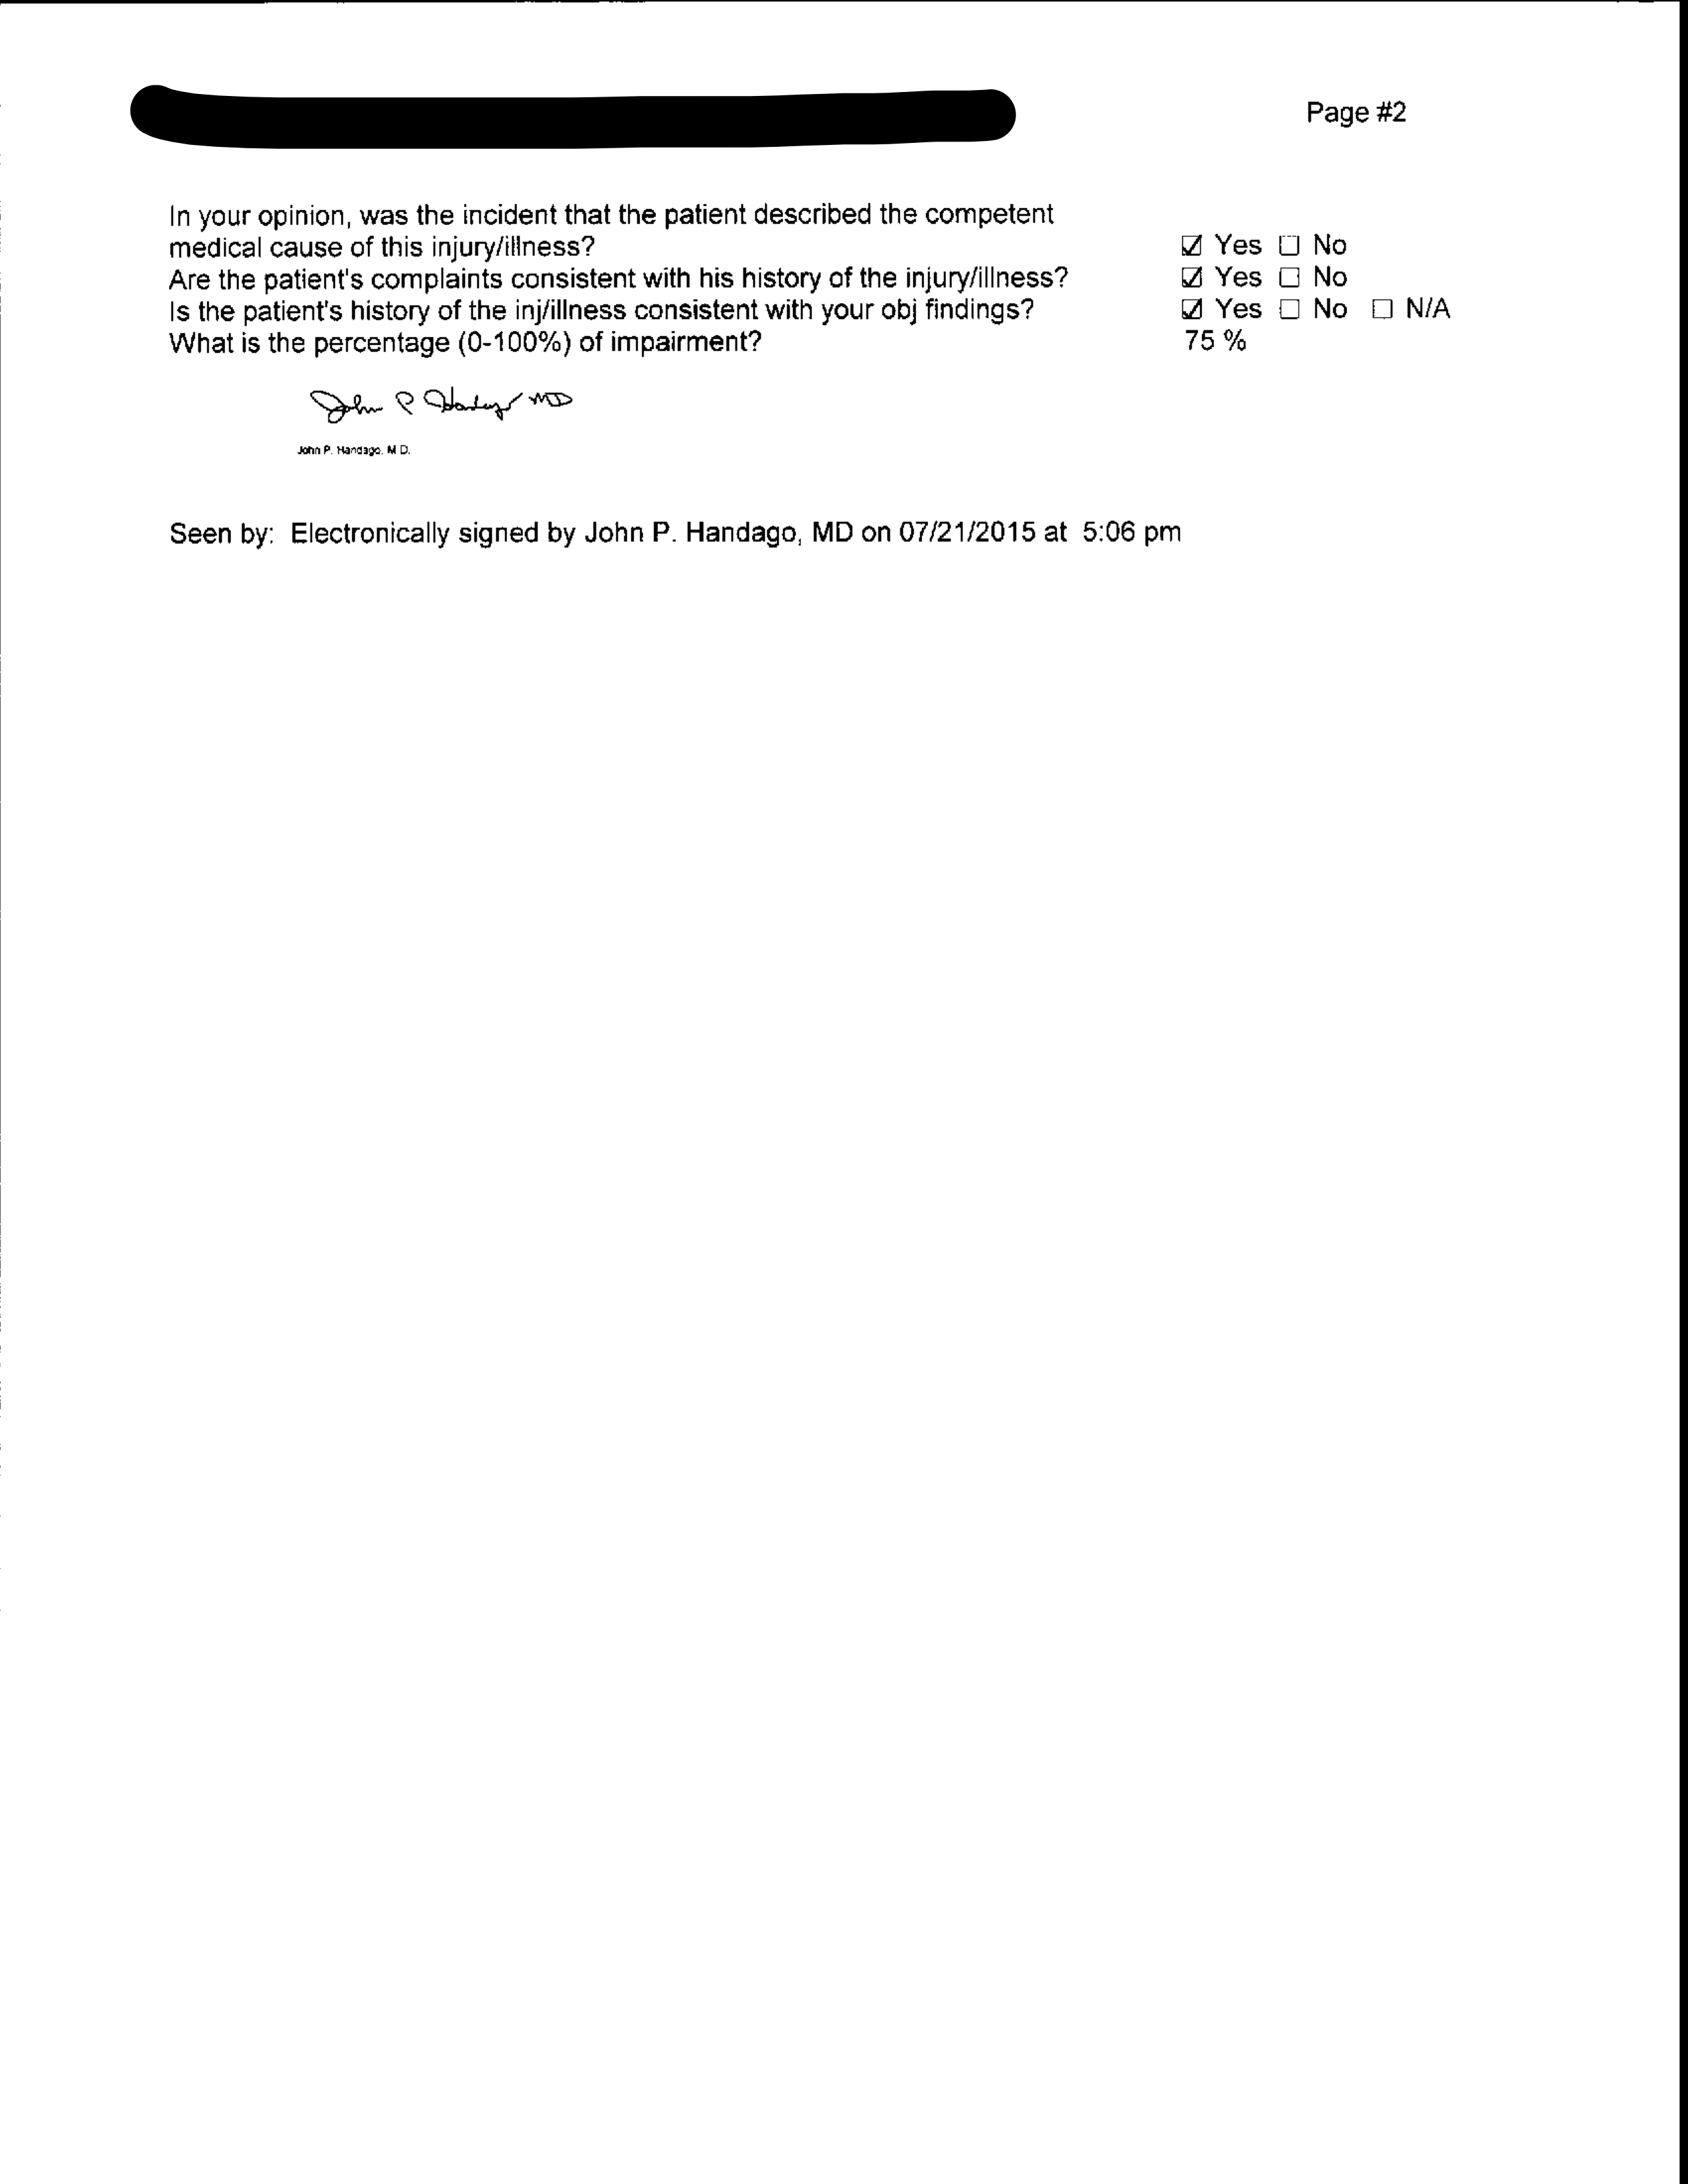 Page #2
In your opinion, was the incident that the patient described the competent
medical cause of this injury/illness? ☑ Yes ☐ No
Are the patient's complaints consistent with his history of the injury/illness? ☑ Yes ☐ No
Is the patient's history of the inj/illness consistent with your obj findings? ☑ Yes ☐ No ☐ N/A
What is the percentage (0-100%) of impairment? 75 %
John P Handago MD
John P. Handago, M.D.
Seen by: Electronically signed by John P. Handago, MD on 07/21/2015 at 5:06 pm